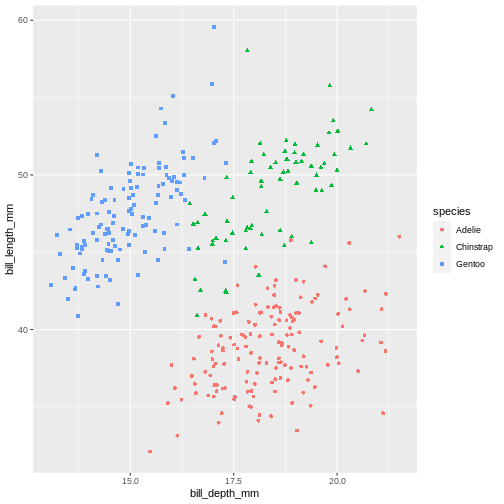 60
50
40
bill_length_mm
15.0
17.5
20.0
bill_depth_mm
species
Adelie
Chinstrap
Gentoo